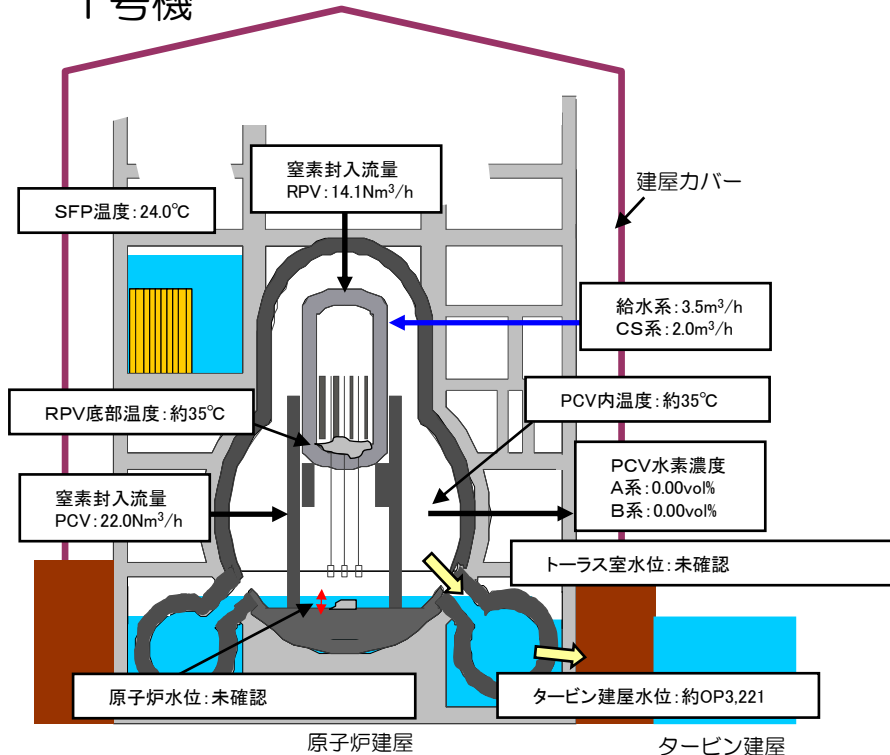 1号機
窒素封入流量
RPV:14.1Nm³/h
建屋カバー
SFP温度:24.0℃
給水系:3.5m³/h
CS系:2.0m³/h
RPV底部温度:約35℃
PCV内温度:約35℃
PCV水素濃度
A系:0.00vol%
B系:0.00vol%
窒素封入流量
PCV:22.0Nm³/h
トーラス室水位:未確認
原子炉水位:未確認
タービン建屋水位:約OP3,221
原子炉建屋
タービン建屋